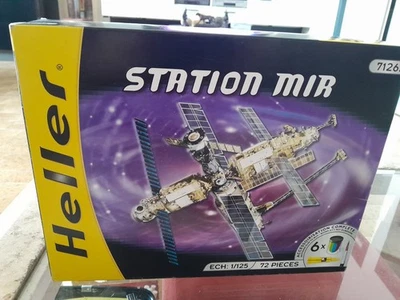 Heller®
STATION MIR
7126
ECH: 1/125 / 72 PIECES
6x